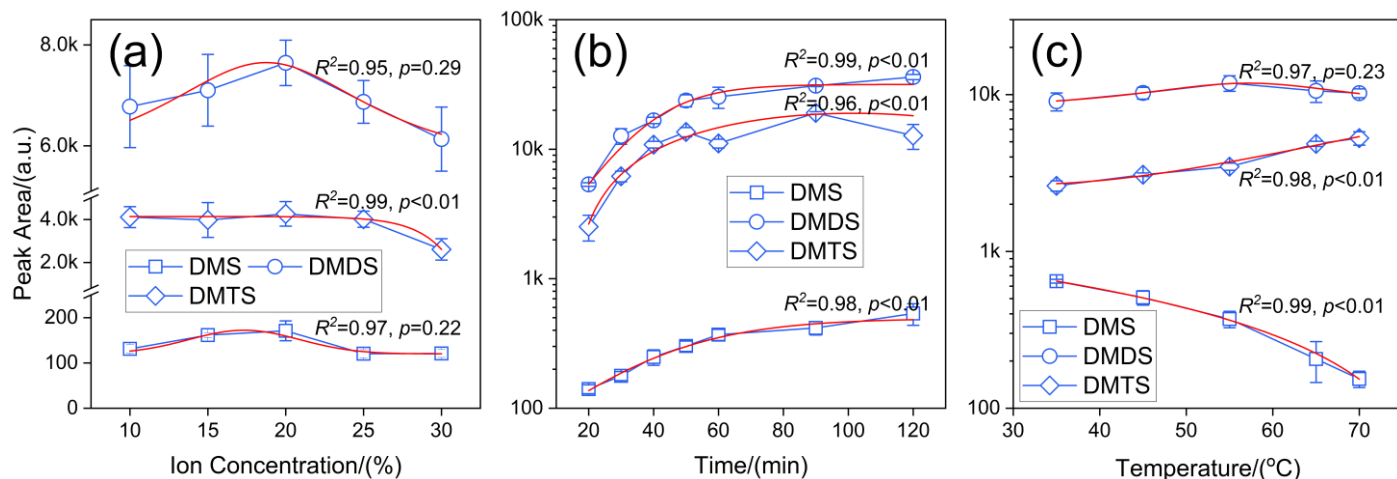 (a)
8.0k
6.0k
4.0k
2.0k
200
100
0
Peak Area/(a.u.)
R²=0.95, p=0.29
R²=0.99, p<0.01
DMS
DMDS
DMTS
R²=0.97, p=0.22
10
15
20
25
30
Ion Concentration/(%)
(b)
100k
10k
1k
100
R²=0.99, p<0.01
R²=0.96, p<0.01
DMS
DMDS
DMTS
R²=0.98, p<0.01
20
40
60
80
100
120
Time/(min)
(c)
10k
1k
100
R²=0.97, p=0.23
R²=0.98, p<0.01
R²=0.99, p<0.01
DMS
DMDS
DMTS
30
40
50
60
70
Temperature/(°C)